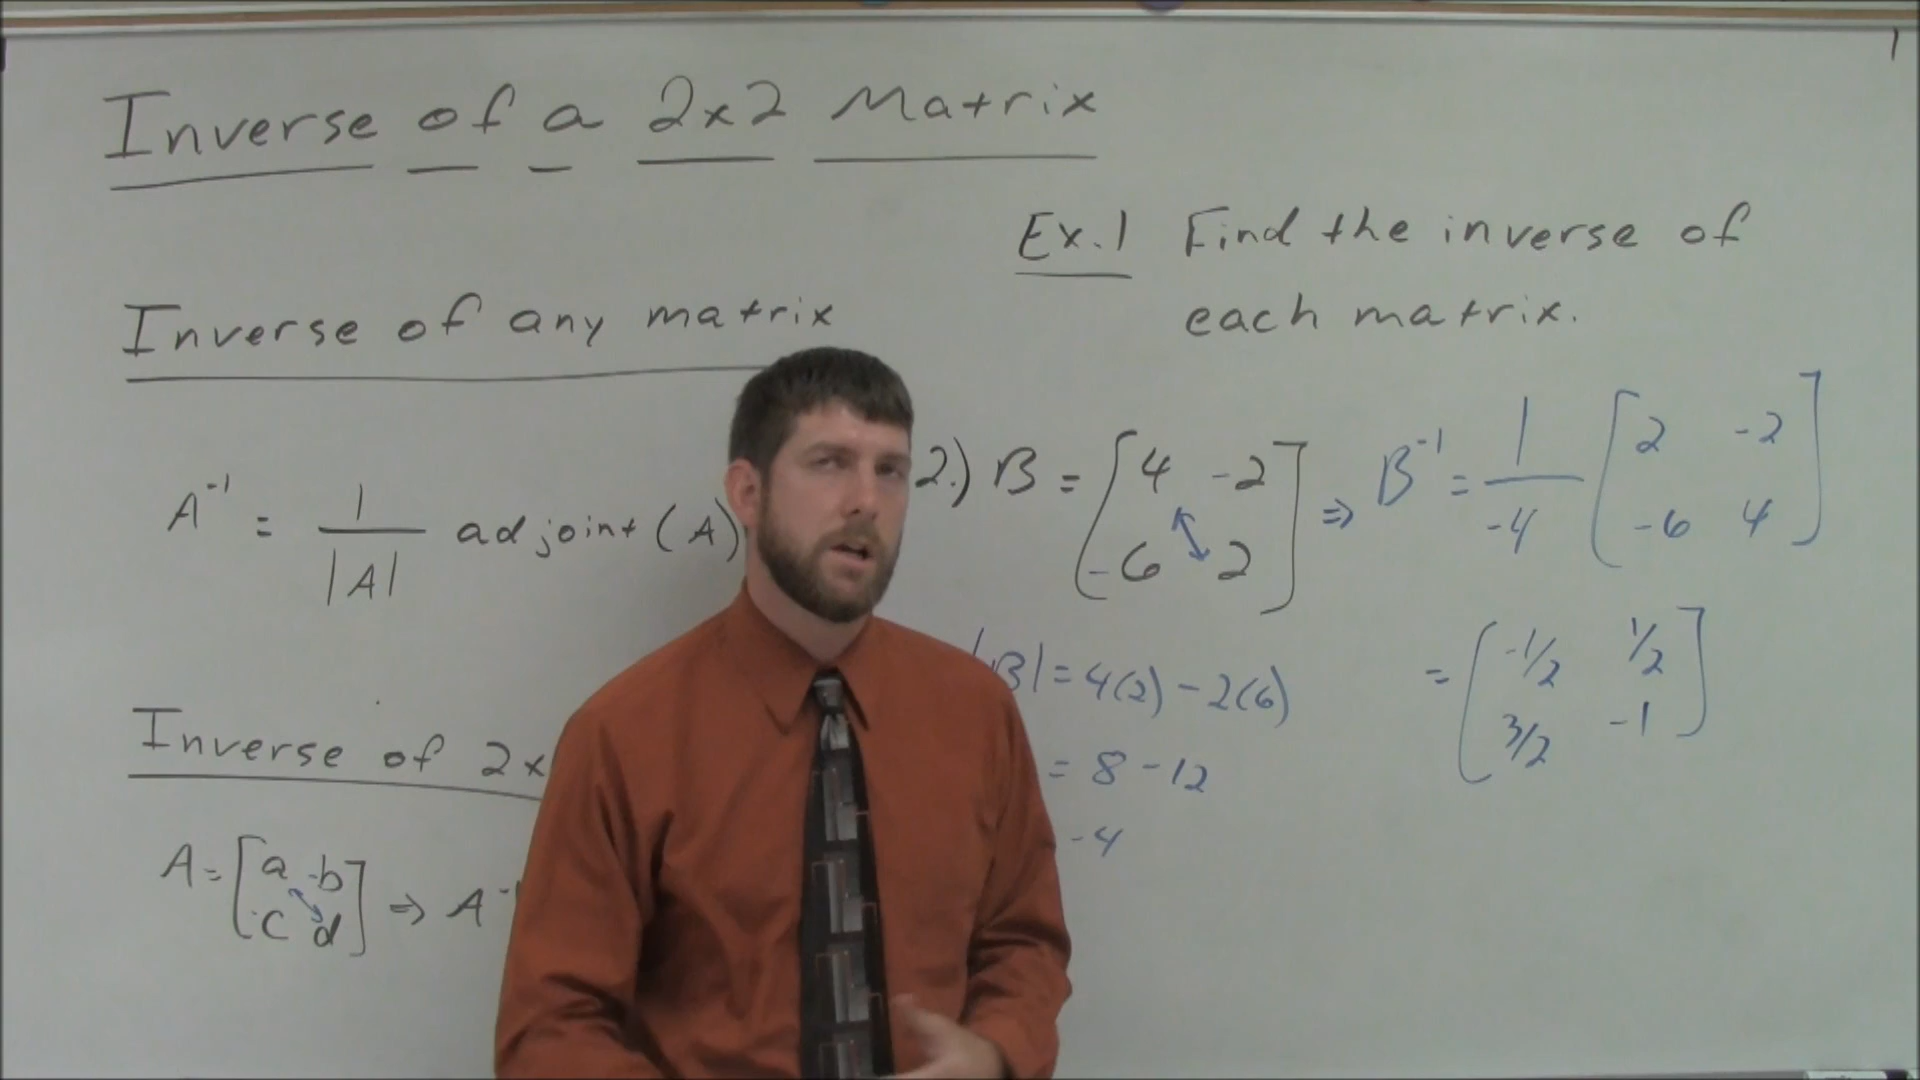 Inverse of a 2x2 Matrix
Inverse of any matrix
A⁻¹ = 1/|A| adjoint(A)
Inverse of 2x
A = [a -b; -c d] ⇒ A⁻¹
Ex.1 Find the inverse of
each matrix.
2.) B = [4 -2; -6 2] ⇒ B⁻¹ = 1/-4 [2 -2; -6 4]
|B| = 4(2) - 2(6)
= 8 - 12
-4
= [-1/2 1/2; 3/2 -1]